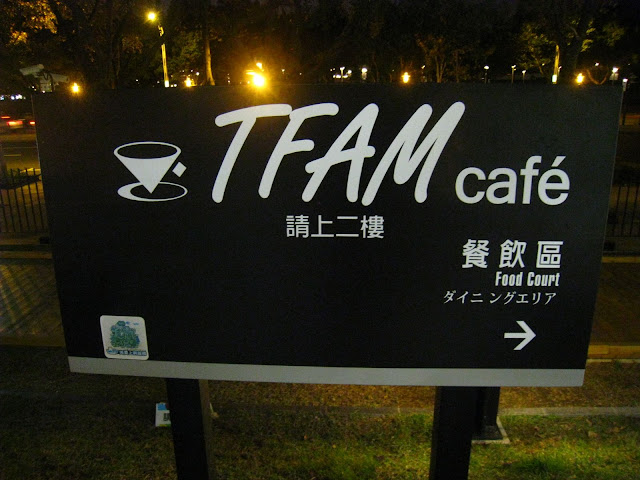 TFAM café
請上二樓
餐飲區
Food Court
ダイニングエリア